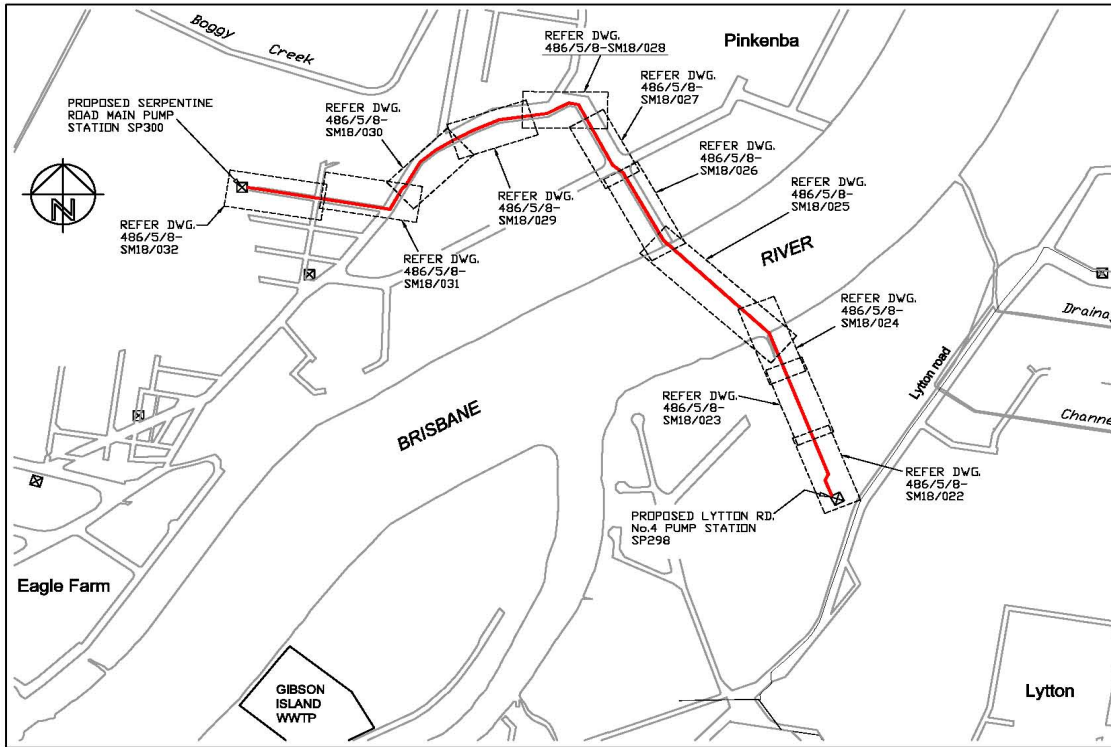 Boggy
Creek
REFER DWG.
486/5/8-SM18/028
Pinkenba
REFER DWG.
486/5/8-
SM18/027
PROPOSED SERPENTINE
ROAD MAIN PUMP
STATION SP300
REFER DWG.
486/5/8-
SM18/030
REFER DWG.
486/5/8-
SM18/026
REFER DWG.
486/5/8-
SM18/025
N
REFER DWG.
486/5/8-
SM18/029
REFER DWG.
486/5/8-
SM18/032
REFER DWG.
486/5/8-
SM18/031
RIVER
REFER DWG.
486/5/8-
SM18/024
Drainag
Lytton road
REFER DWG.
486/5/8-
SM18/023
BRISBANE
Channe
REFER DWG.
486/5/8-
SM18/022
PROPOSED LYTTON RD.
No.4 PUMP STATION
SP298
Eagle Farm
GIBSON
ISLAND
WWTP
Lytton